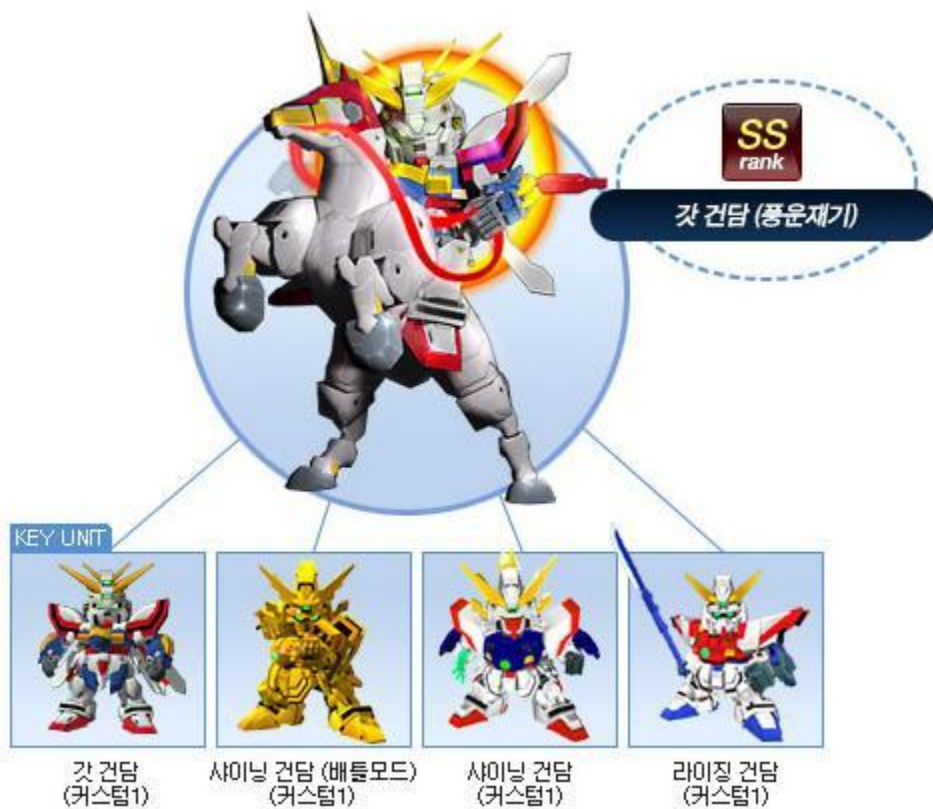 SS
rank
갓 건담 (풍운재기)
KEY UNIT
갓 건담
(커스텀1)
샤이닝 건담 (배틀모드)
(커스텀1)
샤이닝 건담
(커스텀1)
라이징 건담
(커스텀1)